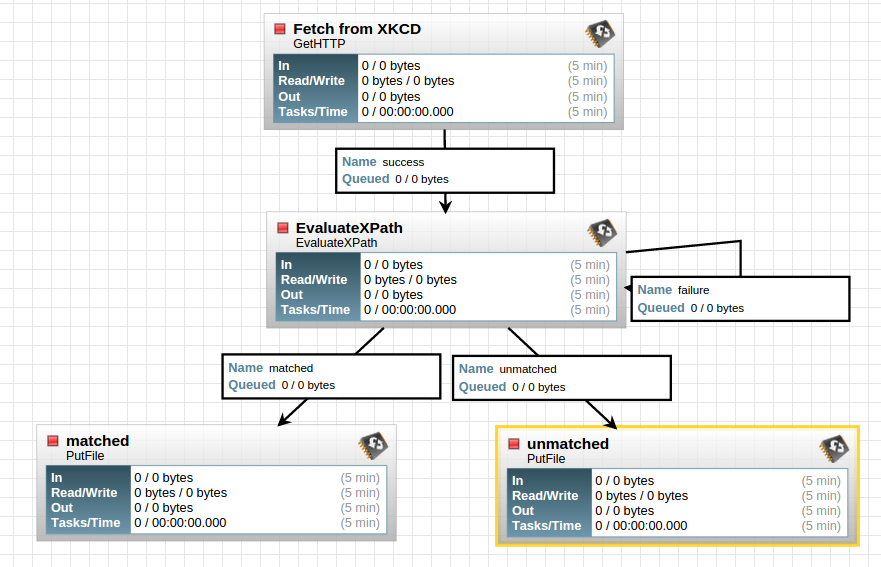 Fetch from XKCD
GetHTTP
In 0 / 0 bytes (5 min)
Read/Write 0 bytes / 0 bytes (5 min)
Out 0 / 0 bytes (5 min)
Tasks/Time 0 / 00:00:00.000 (5 min)
Name success
Queued 0 / 0 bytes
EvaluateXPath
EvaluateXPath
In 0 / 0 bytes (5 min)
Read/Write 0 bytes / 0 bytes (5 min)
Out 0 / 0 bytes (5 min)
Tasks/Time 0 / 00:00:00.000 (5 min)
Name failure
Queued 0 / 0 bytes
Name matched
Queued 0 / 0 bytes
Name unmatched
Queued 0 / 0 bytes
matched
PutFile
In 0 / 0 bytes (5 min)
Read/Write 0 bytes / 0 bytes (5 min)
Out 0 / 0 bytes (5 min)
Tasks/Time 0 / 00:00:00.000 (5 min)
unmatched
PutFile
In 0 / 0 bytes (5 min)
Read/Write 0 bytes / 0 bytes (5 min)
Out 0 / 0 bytes (5 min)
Tasks/Time 0 / 00:00:00.000 (5 min)